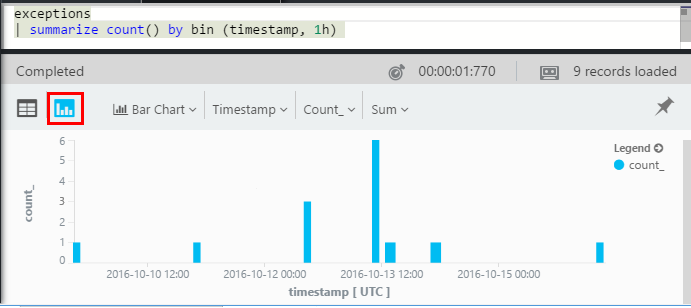 exceptions
| summarize count() by bin (timestamp, 1h)
Completed 00:00:01:770 9 records loaded
Bar Chart Timestamp Count_ Sum
Legend
count_
6
5
4
3
2
1
0
count_
2016-10-10 12:00 2016-10-12 00:00 2016-10-13 12:00 2016-10-15 00:00
timestamp [ UTC ]